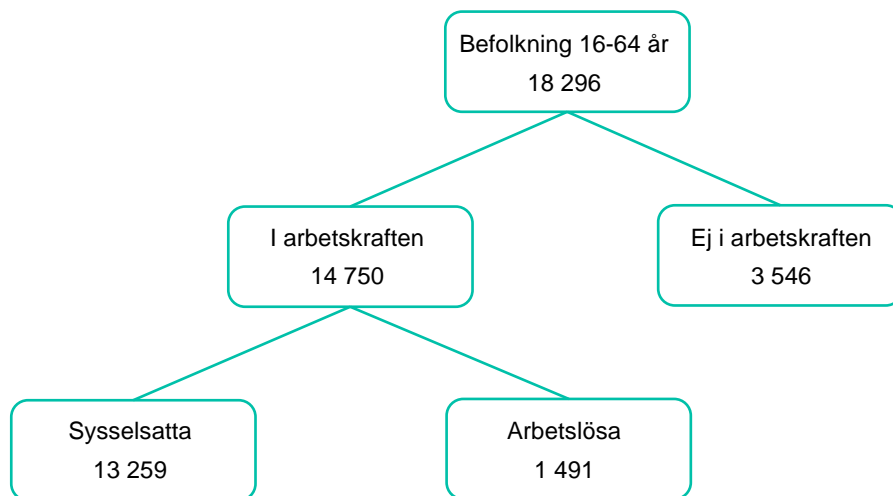 Befolkning 16-64 år
18 296
I arbetskraften
14 750
Ej i arbetskraften
3 546
Sysselsatta
13 259
Arbetslösa
1 491